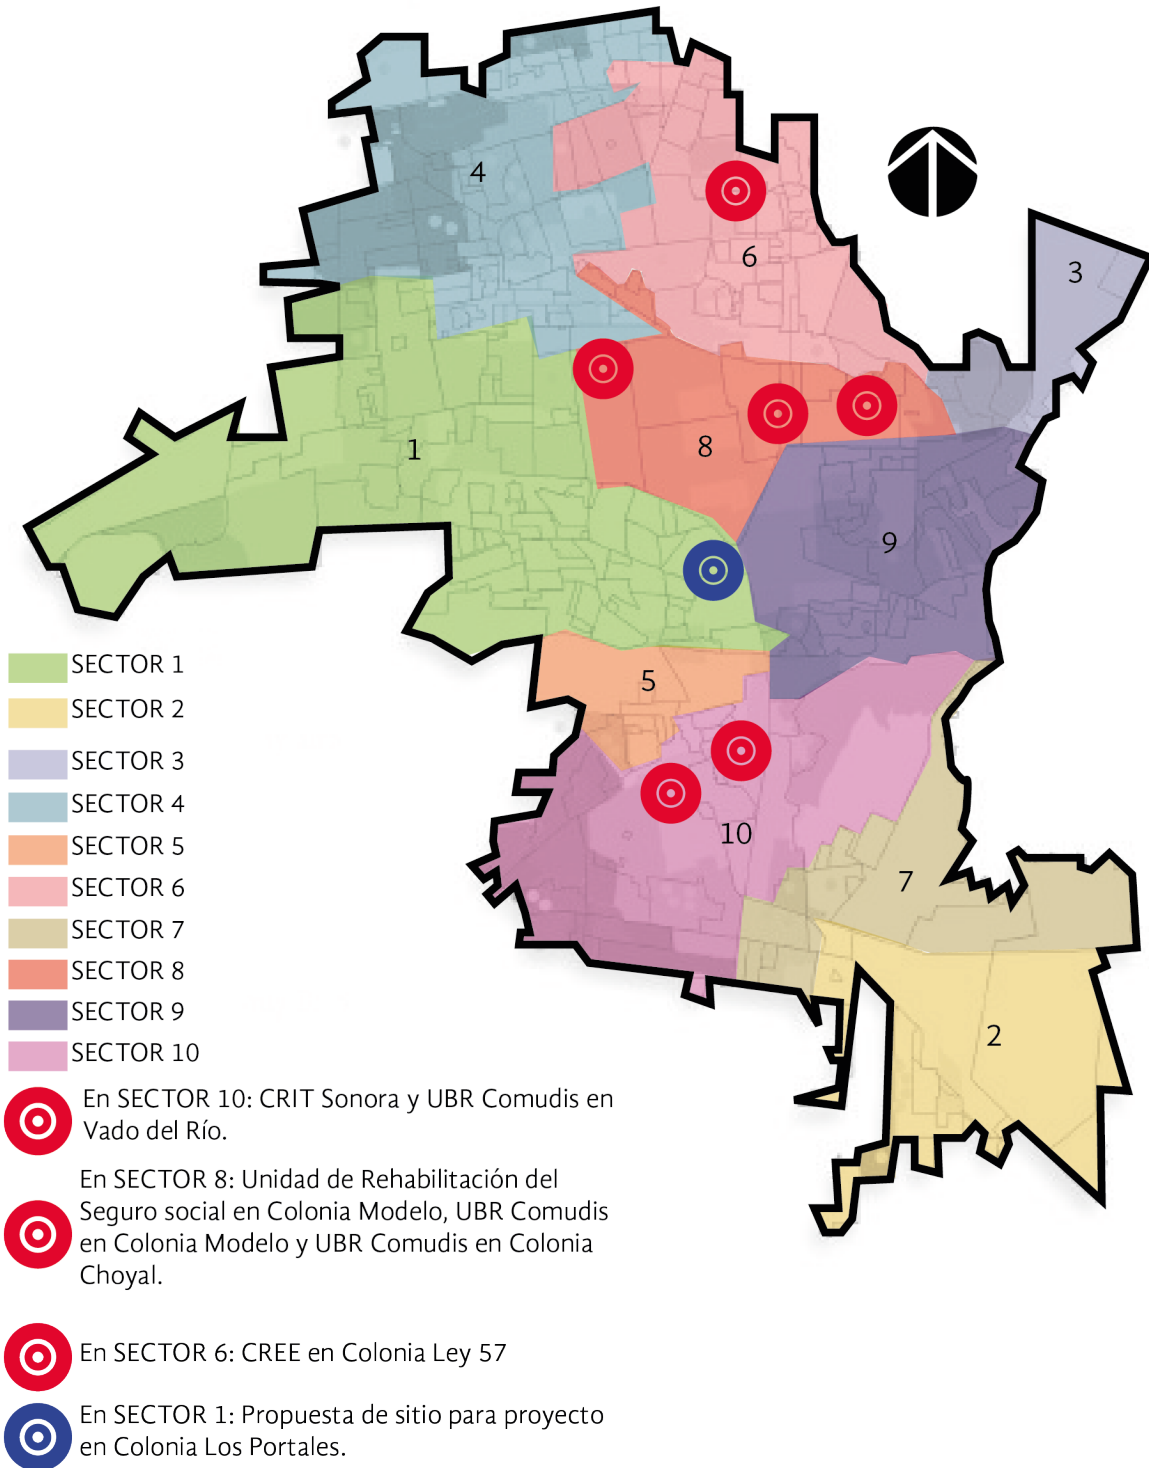 4
6
3
1
8
9
5
10
7
2
SECTOR 1
SECTOR 2
SECTOR 3
SECTOR 4
SECTOR 5
SECTOR 6
SECTOR 7
SECTOR 8
SECTOR 9
SECTOR 10
En SECTOR 10: CRIT Sonora y UBR Comudis en
Vado del Río.
En SECTOR 8: Unidad de Rehabilitación del
Seguro social en Colonia Modelo, UBR Comudis
en Colonia Modelo y UBR Comudis en Colonia
Choyal.
En SECTOR 6: CREE en Colonia Ley 57
En SECTOR 1: Propuesta de sitio para proyecto
en Colonia Los Portales.